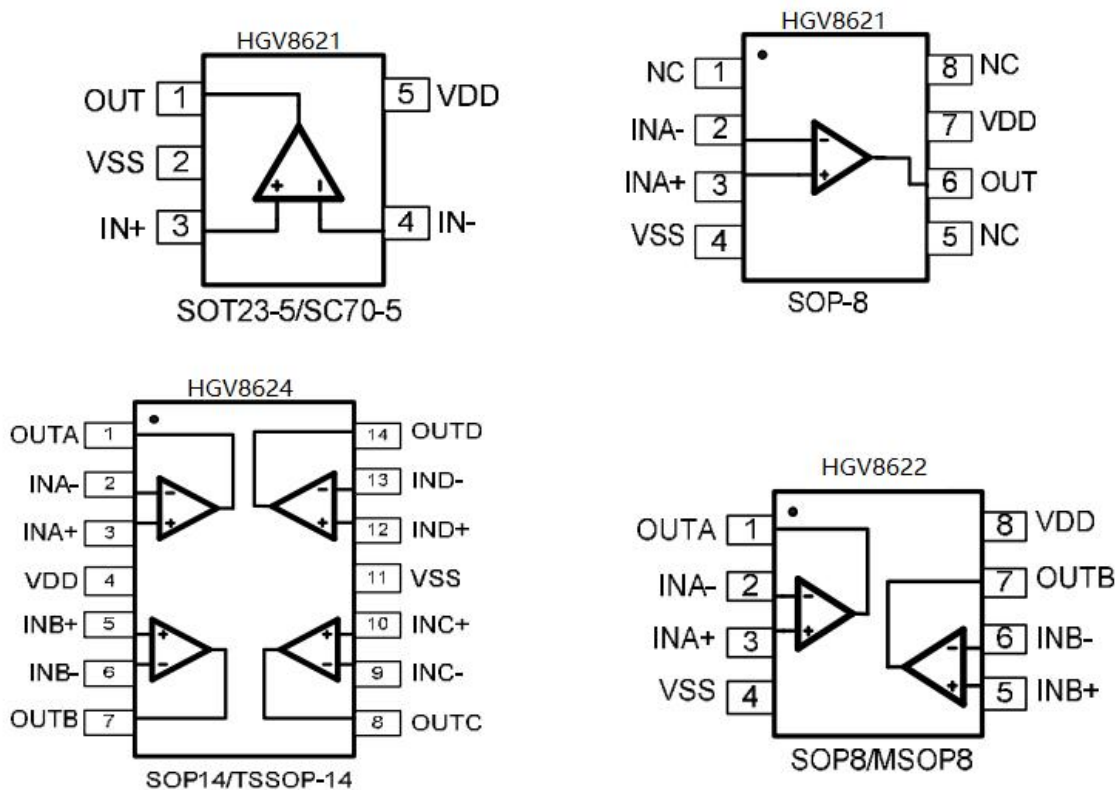 HGV8621
OUT 1 5 VDD
VSS 2
IN+ 3 4 IN-
+ -
SOT23-5/SC70-5
HGV8621
NC 1 8 NC
INA- 2 - 7 VDD
INA+ 3 + 6 OUT
VSS 4 5 NC
SOP-8
HGV8624
OUTA 1 14 OUTD
INA- 2 - - 13 IND-
INA+ 3 + + 12 IND+
VDD 4 11 VSS
INB+ 5 + + 10 INC+
INB- 6 - - 9 INC-
OUTB 7 8 OUTC
SOP14/TSSOP-14
HGV8622
OUTA 1 8 VDD
INA- 2 - 7 OUTB
INA+ 3 + - 6 INB-
VSS 4 + 5 INB+
SOP8/MSOP8